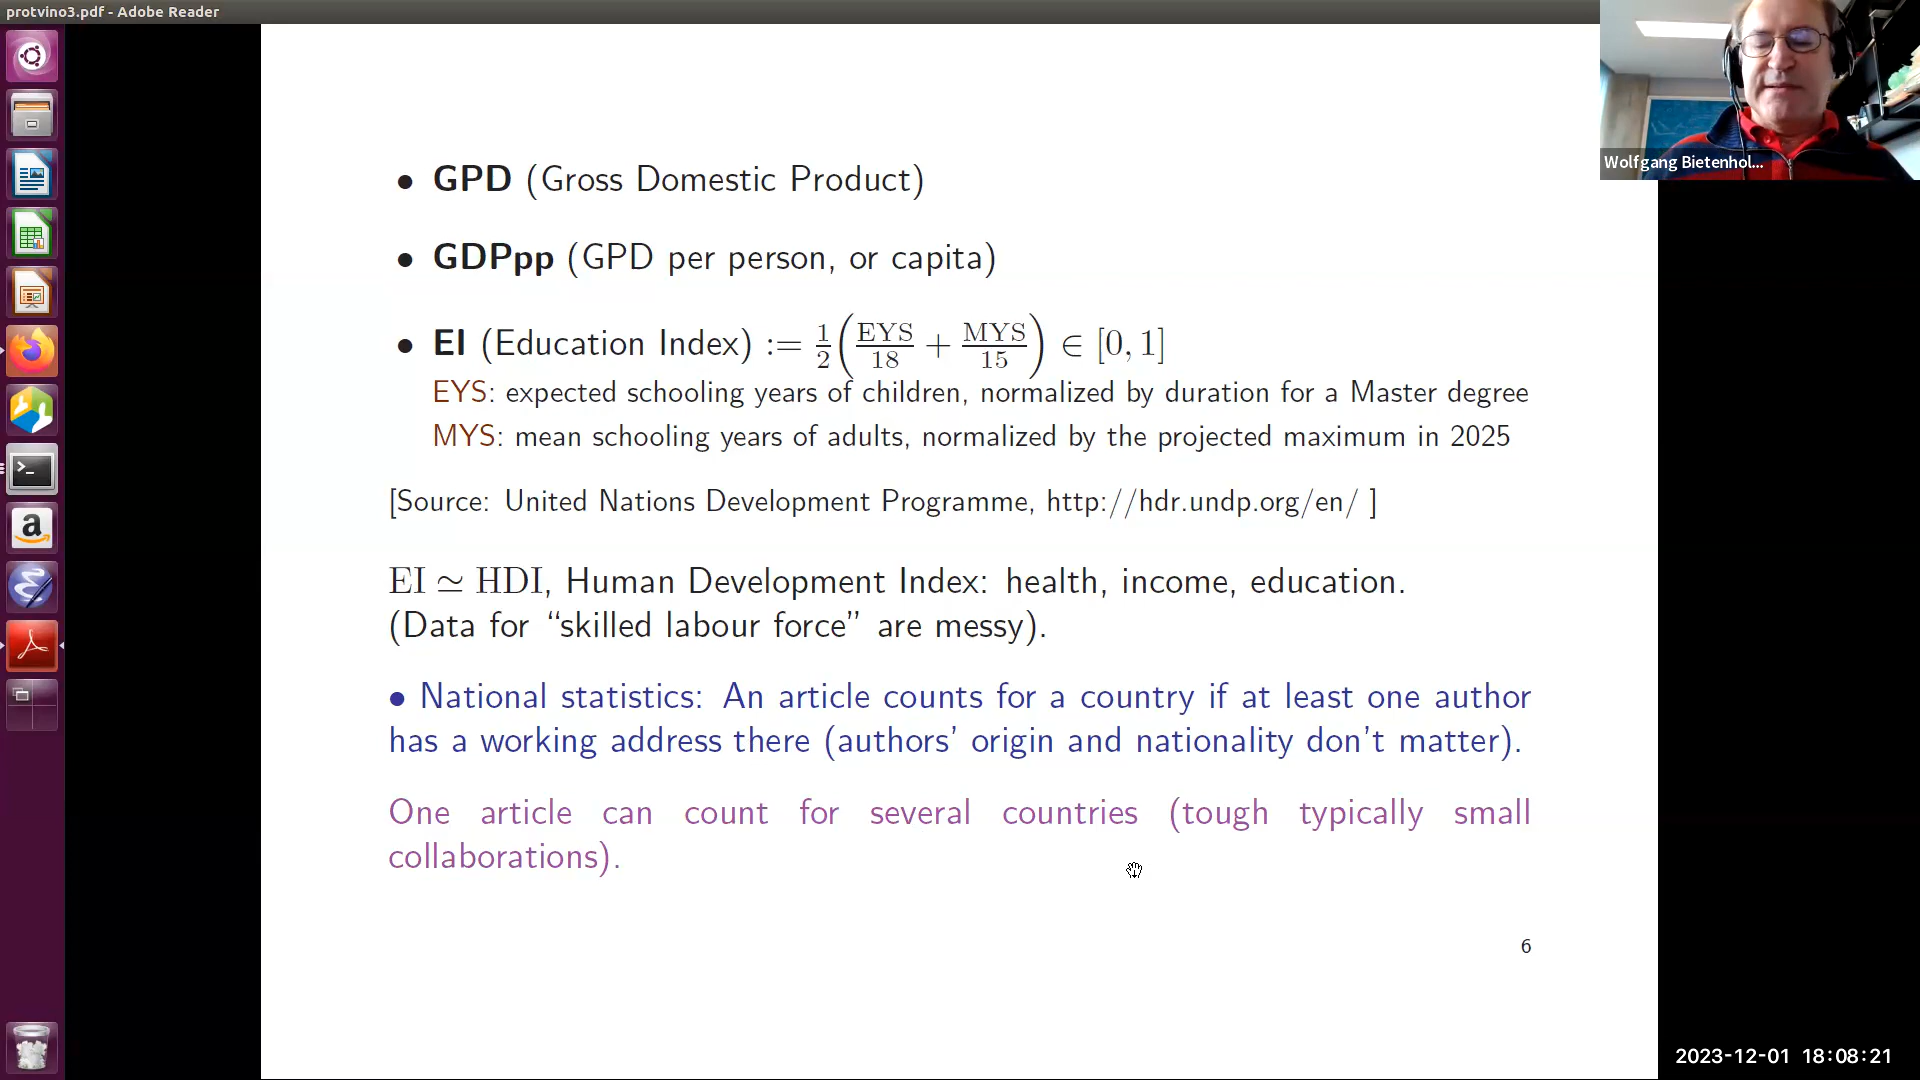 protvino3.pdf - Adobe Reader
Wolfgang Bietenhol...
• GPD (Gross Domestic Product)
• GDPpp (GPD per person, or capita)
• EI (Education Index) := 1/2 (EYS/18 + MYS/15) ∈ [0, 1]
EYS: expected schooling years of children, normalized by duration for a Master degree
MYS: mean schooling years of adults, normalized by the projected maximum in 2025
[Source: United Nations Development Programme, http://hdr.undp.org/en/ ]
EI ≃ HDI, Human Development Index: health, income, education.
(Data for “skilled labour force” are messy).
• National statistics: An article counts for a country if at least one author
has a working address there (authors’ origin and nationality don’t matter).
One article can count for several countries (tough typically small
collaborations).
6
2023-12-01 18:08:21